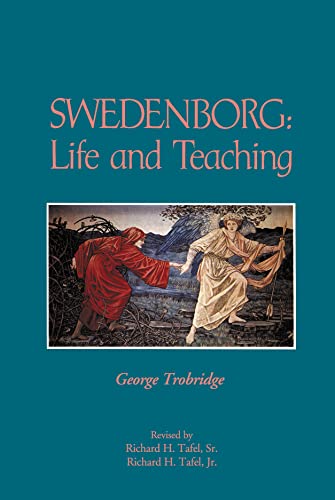 SWEDENBORG:
Life and Teaching
George Trobridge
Revised by
Richard H. Tafel, Sr.
Richard H. Tafel, Jr.